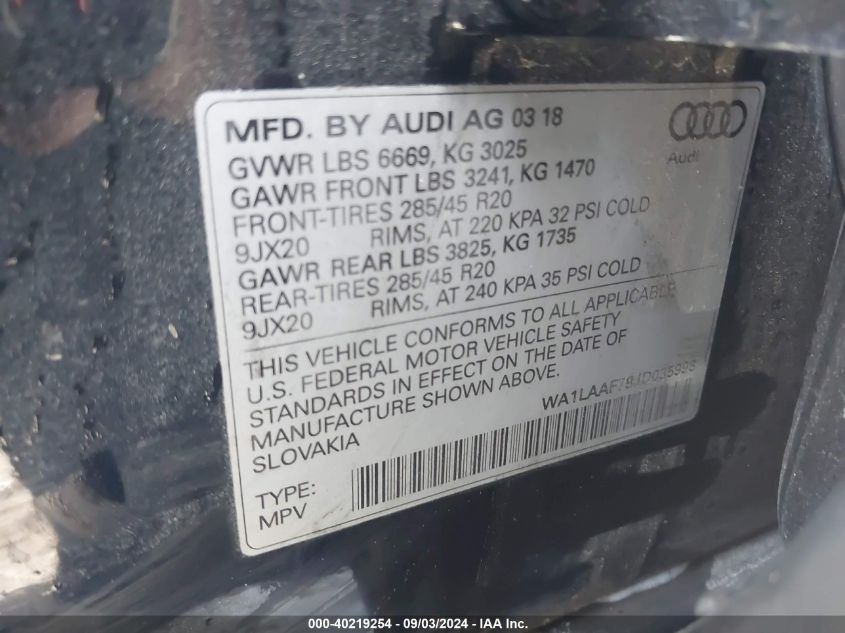 MFD. BY AUDI AG 03 18
Audi
GVWR LBS 6669, KG 3025
GAWR FRONT LBS 3241, KG 1470
FRONT-TIRES 285/45 R20
9JX20 RIMS, AT 220 KPA 32 PSI COLD
GAWR REAR LBS 3825, KG 1735
REAR-TIRES 285/45 R20
9JX20 RIMS, AT 240 KPA 35 PSI COLD
THIS VEHICLE CONFORMS TO ALL APPLICABLE
U.S. FEDERAL MOTOR VEHICLE SAFETY
STANDARDS IN EFFECT ON THE DATE OF
MANUFACTURE SHOWN ABOVE.
SLOVAKIA
TYPE:
MPV
000-40219254 - 09/03/2024 - IAA Inc.